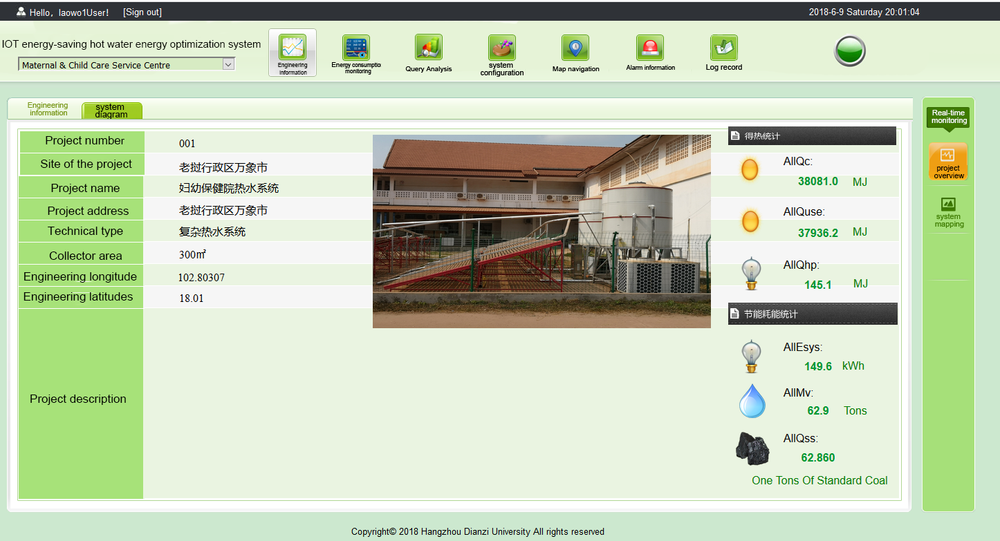 Hello, laowo1User! [Sign out]
2018-6-9 Saturday 20:01:04
IOT energy-saving hot water energy optimization system
Maternal & Child Care Service Centre
Engineering
information
Energy consumptio
monitoring
Query Analysis
system
configuration
Map navigation
Alarm information
Log record
Engineering
information
system
diagram
Project number
001
Site of the project
老挝行政区万象市
Project name
妇幼保健院热水系统
Project address
老挝行政区万象市
Technical type
复杂热水系统
Collector area
300㎡
Engineering longitude
102.80307
Engineering latitudes
18.01
Project description
得热统计
AllQc:
38081.0 MJ
AllQuse:
37936.2 MJ
AllQhp:
145.1 MJ
节能耗能统计
AllEsys:
149.6 kWh
AllMv:
62.9 Tons
AllQss:
62.860
One Tons Of Standard Coal
Real-time
monitoring
project
overview
system
mapping
Copyright© 2018 Hangzhou Dianzi University All rights reserved